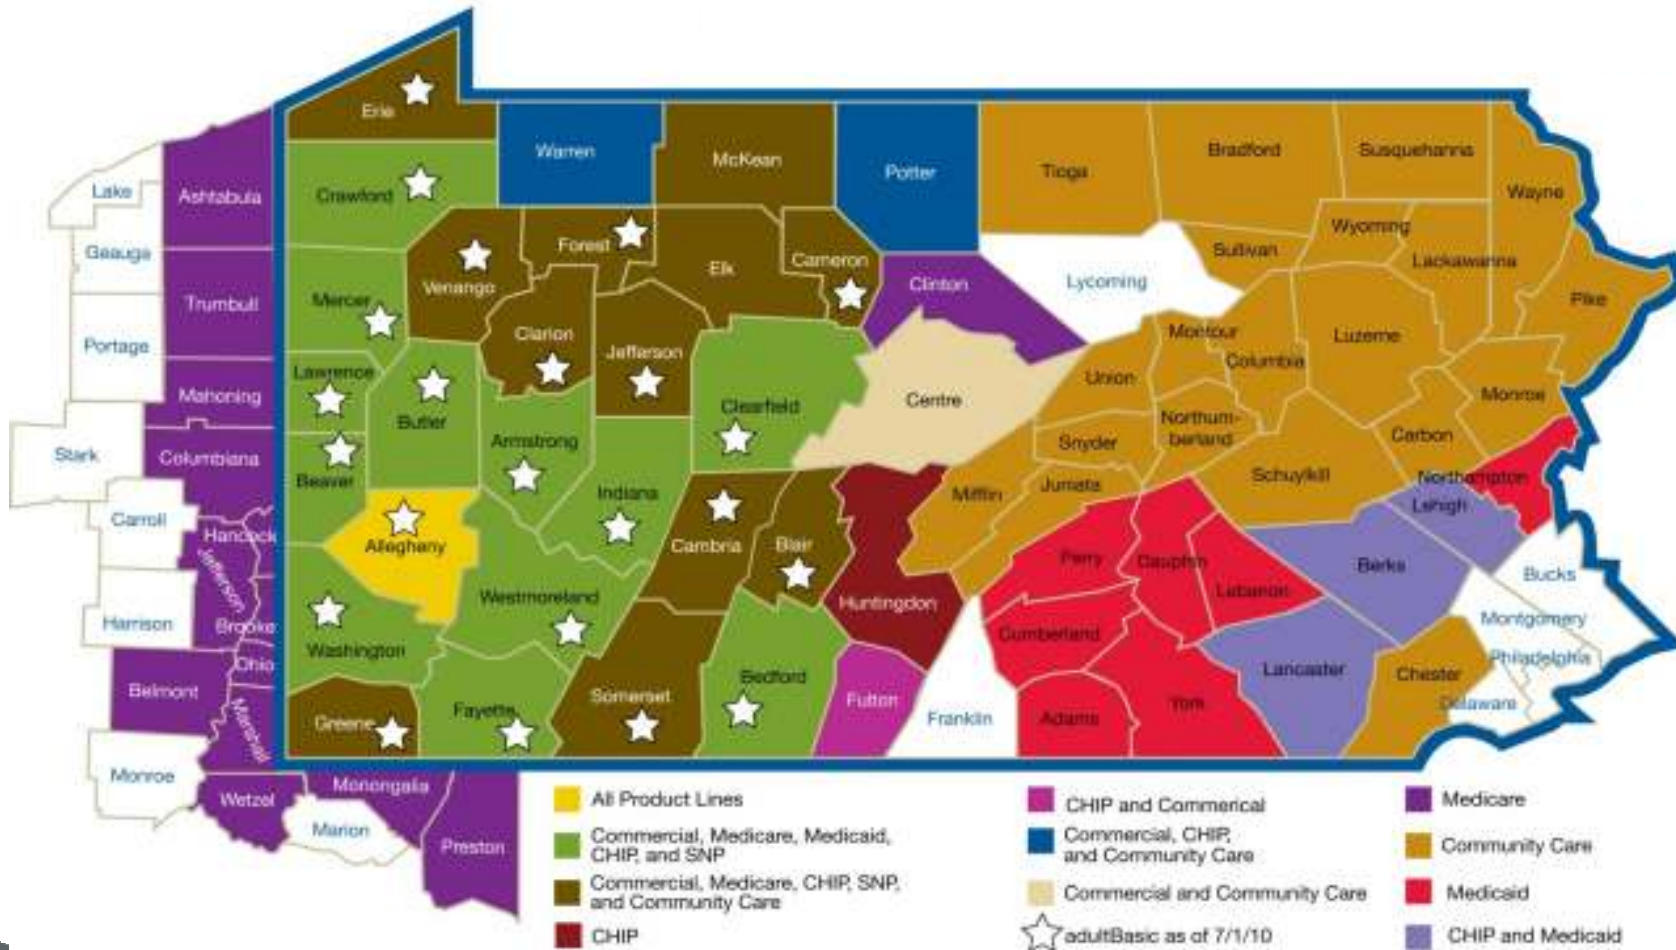 Erie
Warren
McKean
Potter
Tioga
Bradford
Susquehanna
Wayne
Lake
Ashtabula
Crawford
Geauga
Forest
Elk
Cameron
Sullivan
Wyoming
Lackawanna
Venango
Clinton
Lycoming
Pike
Trumbull
Mercer
Portage
Clarion
Jefferson
Montour
Columbia
Luzerne
Lawrence
Union
Mahoning
Butler
Clearfield
Centre
Monroe
Armstrong
Snyder
Northum-
berland
Carbon
Stark
Columbiana
Beaver
Indiana
Mifflin
Juniata
Schuylkill
Northampton
Lehigh
Carroll
Hancock
Allegheny
Cambria
Blair
Perry
Dauphin
Lebanon
Berks
Bucks
Jefferson
Westmoreland
Huntingdon
Harrison
Brooke
Cumberland
Montgomery
Washington
Ohio
Philadelphia
Belmont
Bedford
Lancaster
Chester
Marshall
Greene
Fayette
Somerset
Fulton
Franklin
Adams
York
Delaware
Monroe
Wetzel
Monongalia
Marion
Preston
All Product Lines
Commercial, Medicare, Medicaid,
CHIP, and SNP
Commercial, Medicare, CHIP, SNP,
and Community Care
CHIP
CHIP and Commerical
Commercial, CHIP,
and Community Care
Commercial and Community Care
adultBasic as of 7/1/10
Medicare
Community Care
Medicaid
CHIP and Medicaid